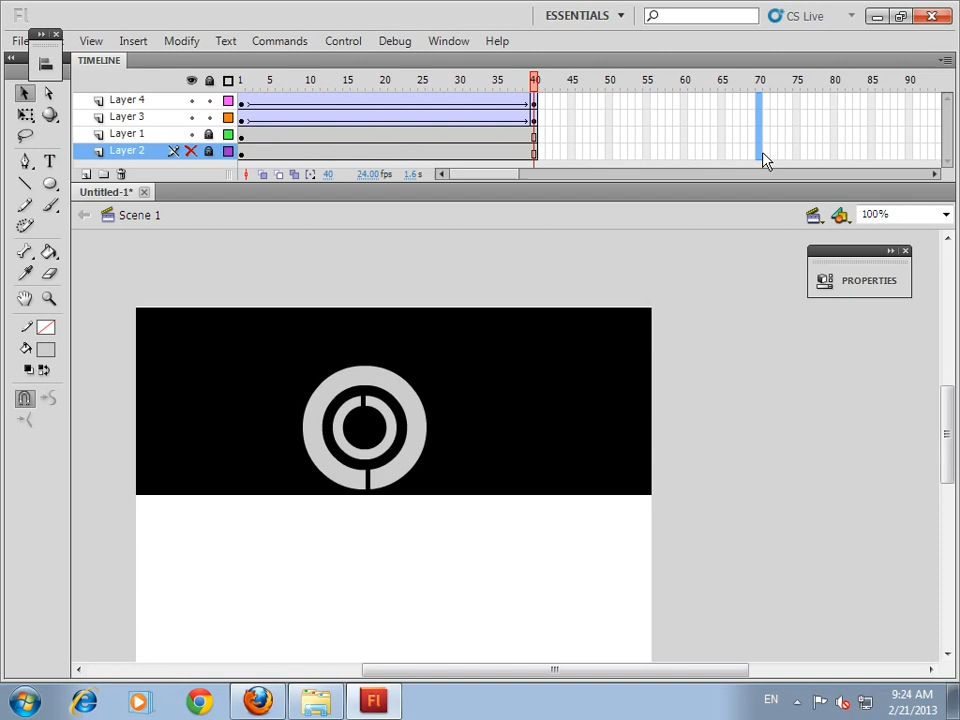 Fl
ESSENTIALS
CS Live
File View Insert Modify Text Commands Control Debug Window Help
TIMELINE
1 5 10 15 20 25 30 35 40 45 50 55 60 65 70 75 80 85 90
Layer 4
Layer 3
Layer 1
Layer 2
40 24.00fps 1.6s
Untitled-1*
Scene 1
100%
T
PROPERTIES
Fl
EN
9:24 AM
2/21/2013